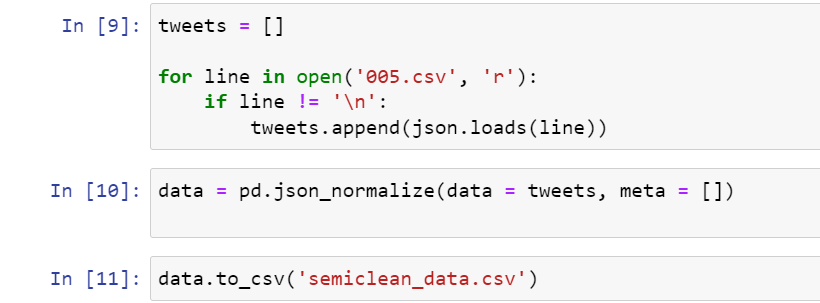 In [9]: tweets = []
for line in open('005.csv', 'r'):
    if line != '\n':
        tweets.append(json.loads(line))
In [10]: data = pd.json_normalize(data = tweets, meta = [])
In [11]: data.to_csv('semiclean_data.csv')